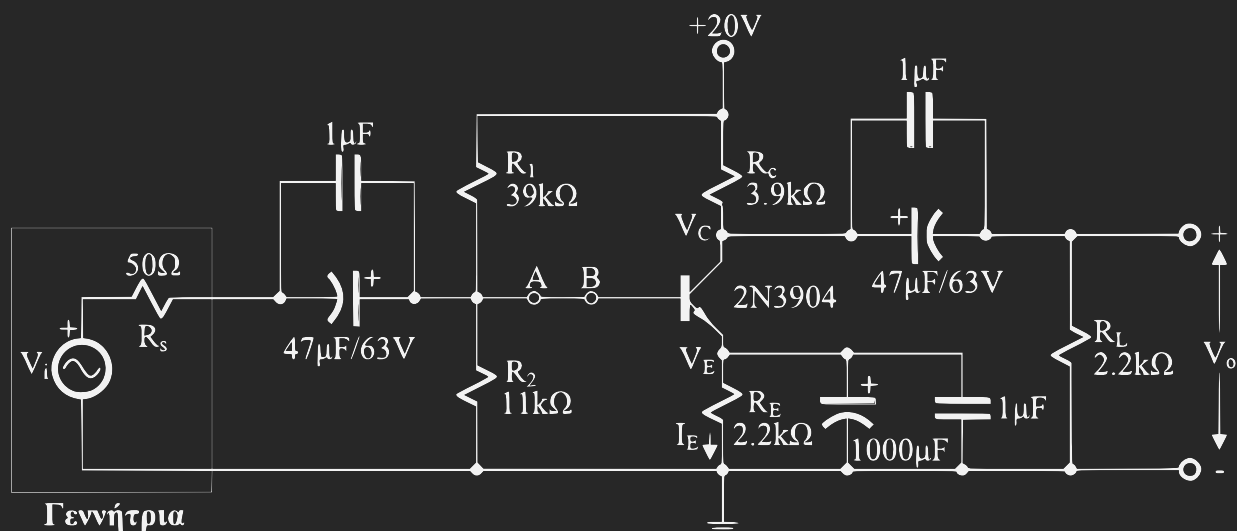 +20V
1μF
1μF
R1
39kΩ
Rc
3.9kΩ
VC
+
+
50Ω
A
B
+
2N3904
47μF/63V
+
Rs
47μF/63V
Vi
RL
2.2kΩ
Vo
VE
R2
11kΩ
+
RE
2.2kΩ
1μF
IE
1000μF
-
Γεννήτρια